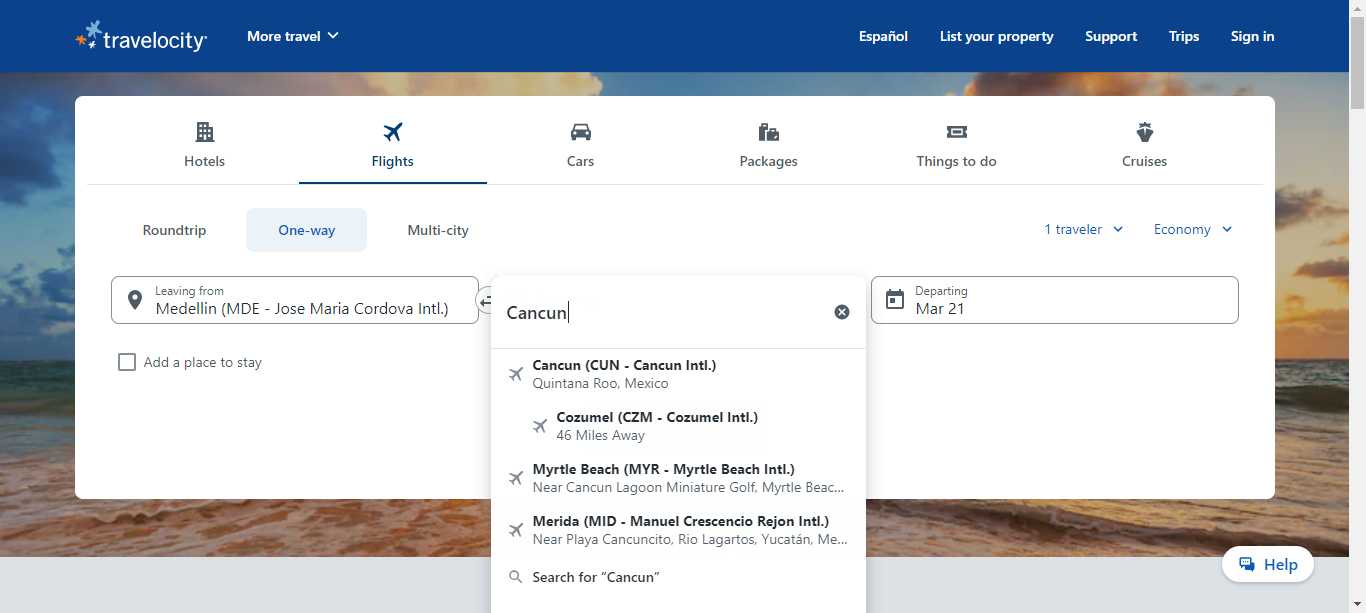 travelocity
More travel
Español
List your property
Support
Trips
Sign in
Hotels
Flights
Cars
Packages
Things to do
Cruises
Roundtrip
One-way
Multi-city
1 traveler
Economy
Leaving from
Medellin (MDE - Jose Maria Cordova Intl.)
Cancun
Departing
Mar 21
Add a place to stay
Cancun (CUN - Cancun Intl.)
Quintana Roo, Mexico
Cozumel (CZM - Cozumel Intl.)
46 Miles Away
Myrtle Beach (MYR - Myrtle Beach Intl.)
Near Cancun Lagoon Miniature Golf, Myrtle Beac...
Merida (MID - Manuel Crescencio Rejon Intl.)
Near Playa Cancuncito, Rio Lagartos, Yucatán, Me...
Search for “Cancun”
Help